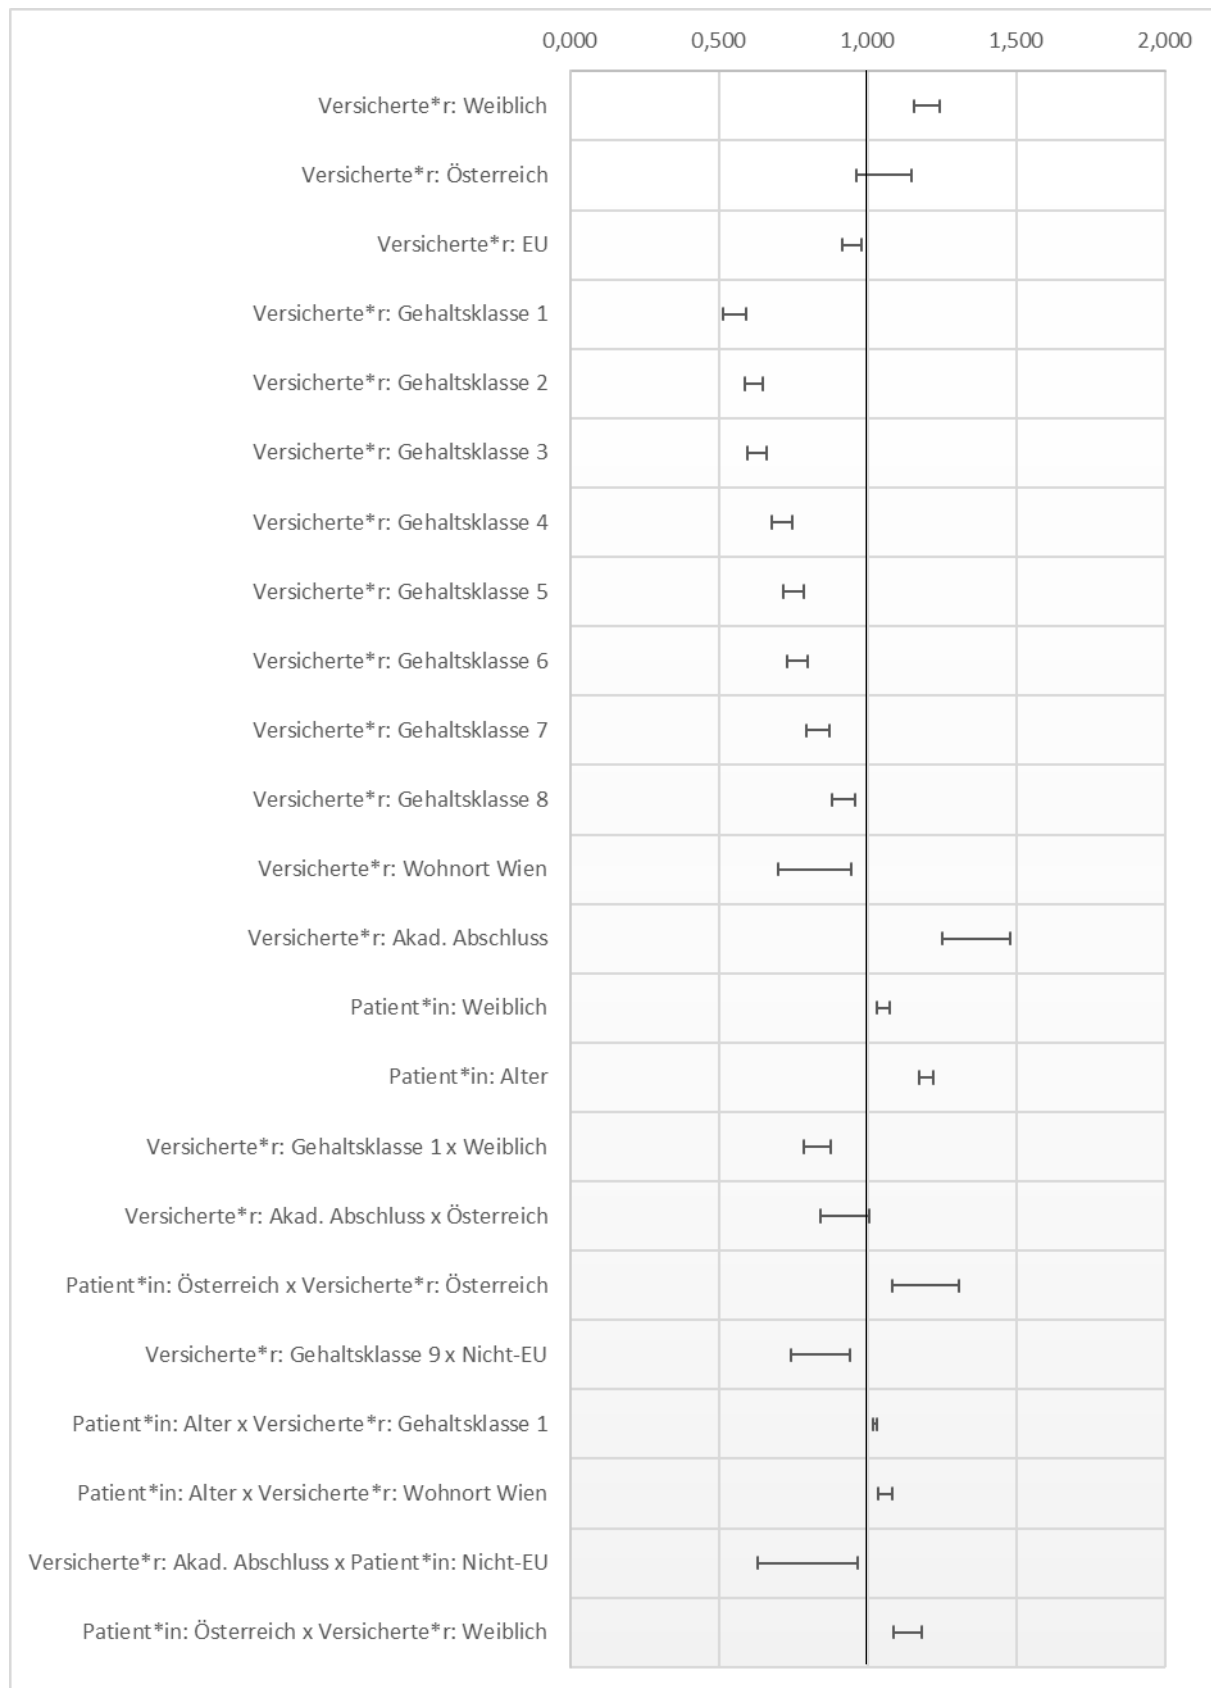 0,000 0,500 1,000 1,500 2,000
Versicherte*r: Weiblich
Versicherte*r: Österreich
Versicherte*r: EU
Versicherte*r: Gehaltsklasse 1
Versicherte*r: Gehaltsklasse 2
Versicherte*r: Gehaltsklasse 3
Versicherte*r: Gehaltsklasse 4
Versicherte*r: Gehaltsklasse 5
Versicherte*r: Gehaltsklasse 6
Versicherte*r: Gehaltsklasse 7
Versicherte*r: Gehaltsklasse 8
Versicherte*r: Wohnort Wien
Versicherte*r: Akad. Abschluss
Patient*in: Weiblich
Patient*in: Alter
Versicherte*r: Gehaltsklasse 1 x Weiblich
Versicherte*r: Akad. Abschluss x Österreich
Patient*in: Österreich x Versicherte*r: Österreich
Versicherte*r: Gehaltsklasse 9 x Nicht-EU
Patient*in: Alter x Versicherte*r: Gehaltsklasse 1
Patient*in: Alter x Versicherte*r: Wohnort Wien
Versicherte*r: Akad. Abschluss x Patient*in: Nicht-EU
Patient*in: Österreich x Versicherte*r: Weiblich